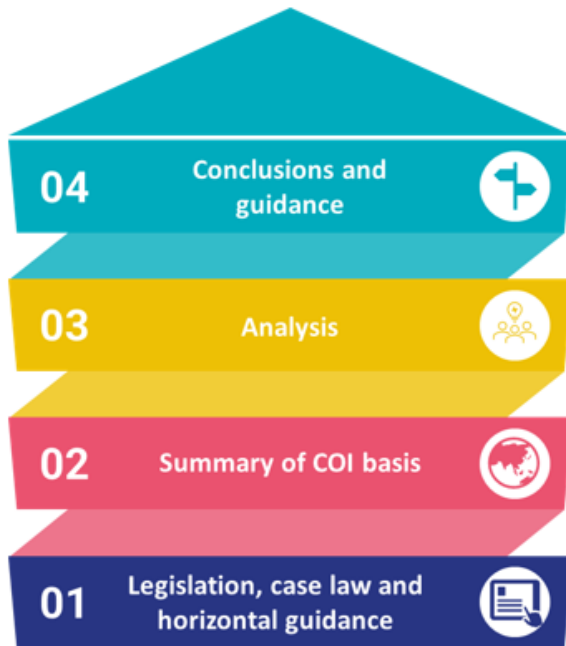 04
Conclusions and
guidance
03
Analysis
02
Summary of COI basis
01
Legislation, case law and
horizontal guidance